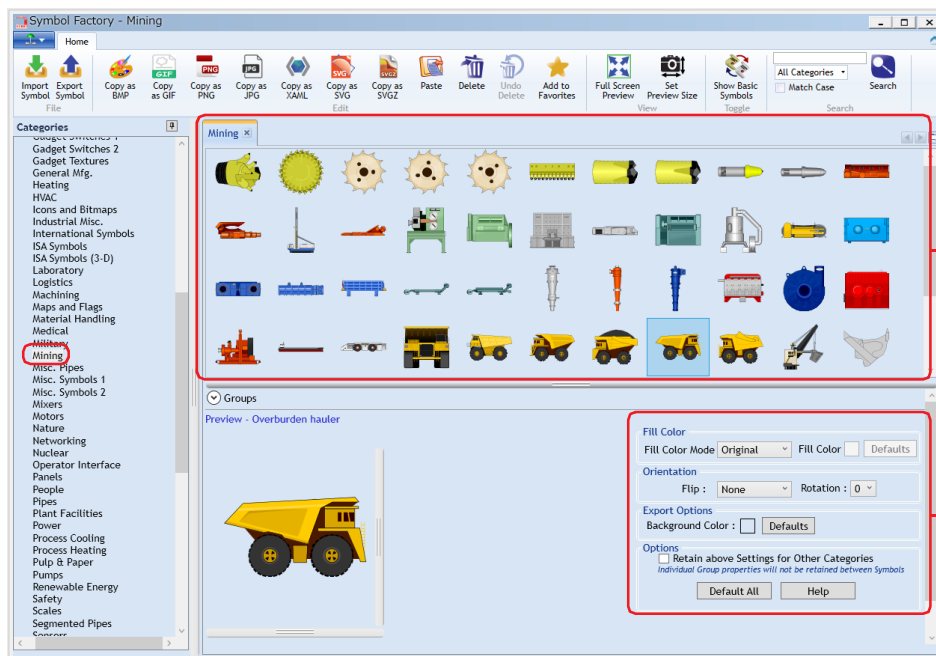 Symbol Factory - Mining
Home
Import Symbol
Export Symbol
Copy as BMP
Copy as GIF
Copy as PNG
Copy as JPG
Copy as XAML
Copy as SVG
Copy as SVGZ
Paste
Delete
Undo Delete
Add to Favorites
Full Screen Preview
Set Preview Size
Show Basic Symbols
All Categories
Match Case
Search
File
Edit
View
Toggle
Search
Categories
Gadget Switches 1
Gadget Switches 2
Gadget Textures
General Mfg.
Heating
HVAC
Icons and Bitmaps
Industrial Misc.
International Symbols
ISA Symbols
ISA Symbols (3-D)
Laboratory
Logistics
Machining
Maps and Flags
Material Handling
Medical
Military
Mining
Misc. Pipes
Misc. Symbols 1
Misc. Symbols 2
Mixers
Motors
Nature
Networking
Nuclear
Operator Interface
Panels
People
Pipes
Plant Facilities
Power
Process Cooling
Process Heating
Pulp & Paper
Pumps
Renewable Energy
Safety
Scales
Segmented Pipes
Sensors
Mining
Groups
Preview - Overburden hauler
Fill Color
Fill Color Mode Original Fill Color Defaults
Orientation
Flip : None Rotation : 0
Export Options
Background Color : Defaults
Options
Retain above Settings for Other Categories
Individual Group properties will not be retained between Symbols
Default All Help